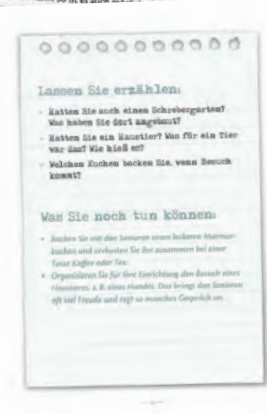 Lassen Sie erzählen:
- Hatten Sie auch einen Schrebergarten?
Was haben Sie dort angebaut?
- Hatten Sie ein Haustier? Was für ein Tier
war das? Wie hieß es?
- Welchen Kuchen backen Sie, wenn Besuch
kommt?
Was Sie noch tun können:
• Backen Sie mit den Senioren einen leckeren Marmor-
kuchen und verkosten Sie ihn zusammen bei einer
Tasse Kaffee oder Tee.
• Organisieren Sie für Ihre Einrichtung den Besuch eines
Haustieres, z. B. eines Hundes. Das bringt den Senioren
oft viel Freude und regt so manches Gespräch an.